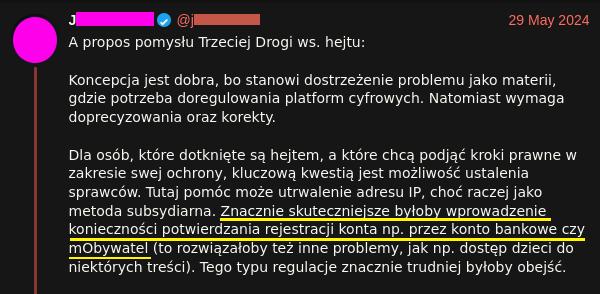 J @j 29 May 2024
A propos pomysłu Trzeciej Drogi ws. hejtu:
Koncepcja jest dobra, bo stanowi dostrzeżenie problemu jako materii,
gdzie potrzeba doregulowania platform cyfrowych. Natomiast wymaga
doprecyzowania oraz korekty.
Dla osób, które dotknięte są hejtem, a które chcą podjąć kroki prawne w
zakresie swej ochrony, kluczową kwestią jest możliwość ustalenia
sprawców. Tutaj pomóc może utrwalenie adresu IP, choć raczej jako
metoda subsydiarna. Znacznie skuteczniejsze byłoby wprowadzenie
konieczności potwierdzania rejestracji konta np. przez konto bankowe czy
mObywatel (to rozwiązałoby też inne problemy, jak np. dostęp dzieci do
niektórych treści). Tego typu regulacje znacznie trudniej byłoby obejść.